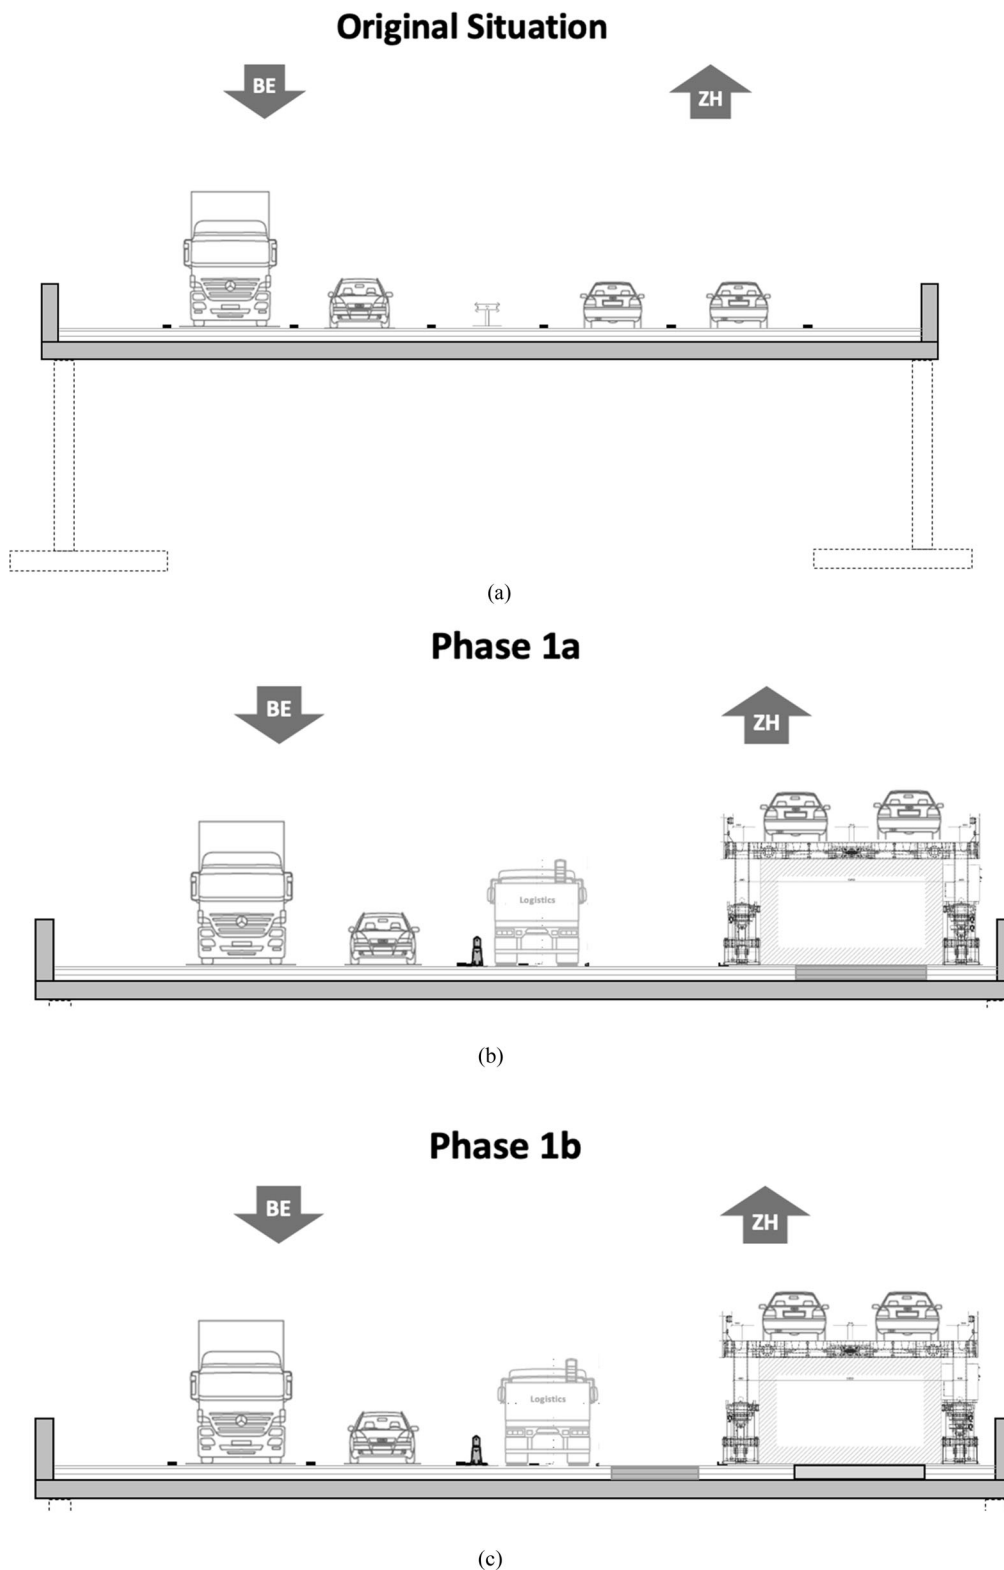 Original Situation
BE
ZH
(a)
Phase 1a
BE
ZH
Logistics
(b)
Phase 1b
BE
ZH
Logistics
(c)